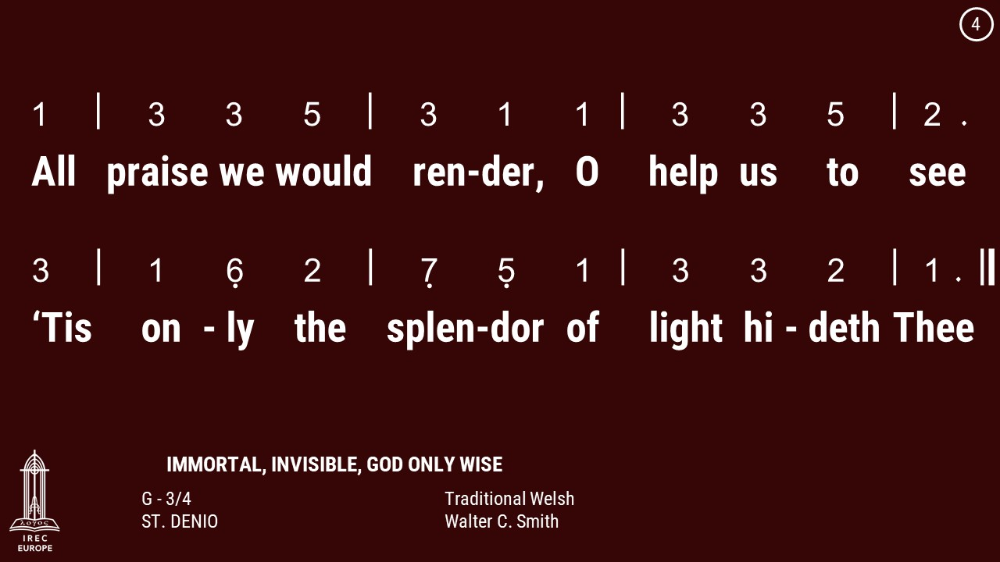 4
1 | 3 3 5 | 3 1 1 | 3 3 5 | 2 .
All praise we would ren-der, O help us to see
3 | 1 6̣ 2 | 7̣ 5̣ 1 | 3 3 2 | 1 . ||
‘Tis on - ly the splen-dor of light hi - deth Thee
IMMORTAL, INVISIBLE, GOD ONLY WISE
G - 3/4 Traditional Welsh
ST. DENIO Walter C. Smith
λογος
IREC
EUROPE